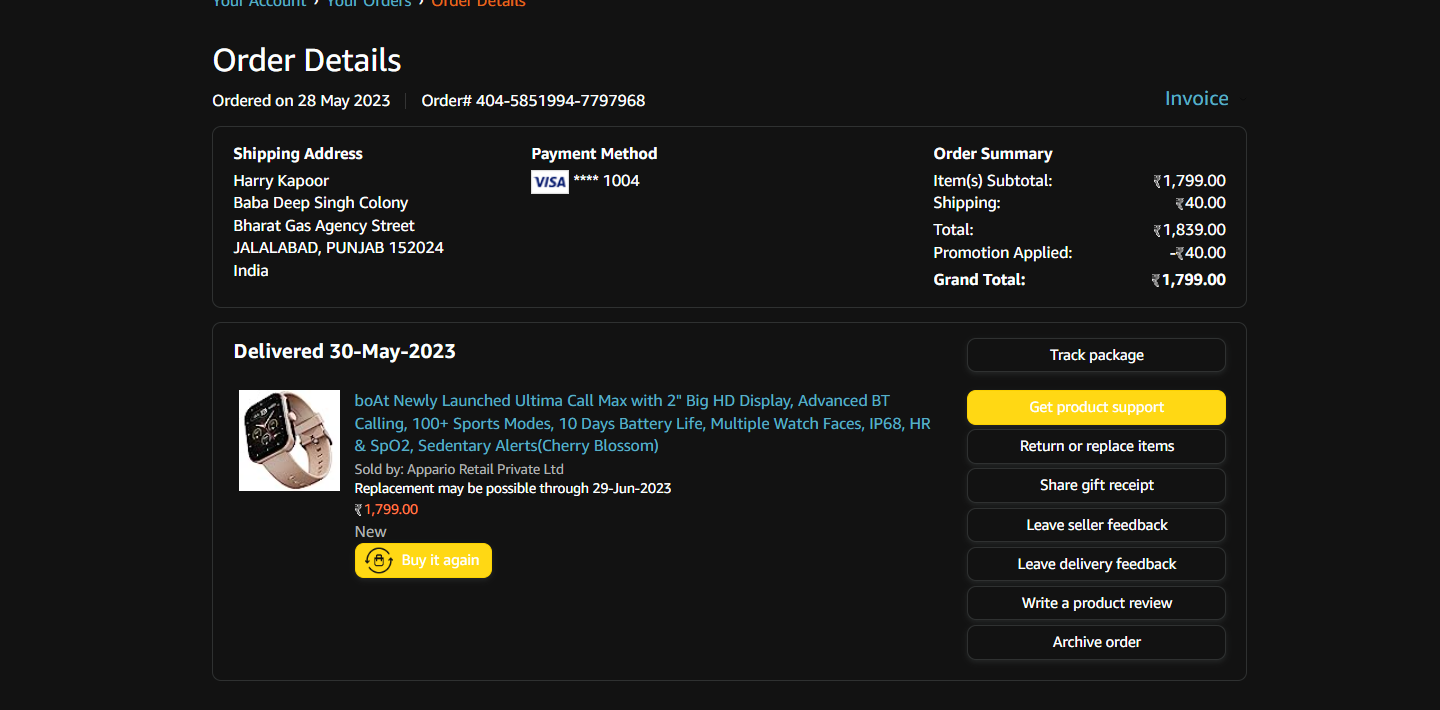 Your Account › Your Orders › Order Details
Order Details
Ordered on 28 May 2023 | Order# 404-5851994-7797968
Invoice
Shipping Address
Harry Kapoor
Baba Deep Singh Colony
Bharat Gas Agency Street
JALALABAD, PUNJAB 152024
India
Payment Method
VISA **** 1004
Order Summary
Item(s) Subtotal: ₹1,799.00
Shipping: ₹40.00
Total: ₹1,839.00
Promotion Applied: -₹40.00
Grand Total: ₹1,799.00
Delivered 30-May-2023
boAt Newly Launched Ultima Call Max with 2" Big HD Display, Advanced BT
Calling, 100+ Sports Modes, 10 Days Battery Life, Multiple Watch Faces, IP68, HR
& SpO2, Sedentary Alerts(Cherry Blossom)
Sold by: Appario Retail Private Ltd
Replacement may be possible through 29-Jun-2023
₹1,799.00
New
Buy it again
Track package
Get product support
Return or replace items
Share gift receipt
Leave seller feedback
Leave delivery feedback
Write a product review
Archive order